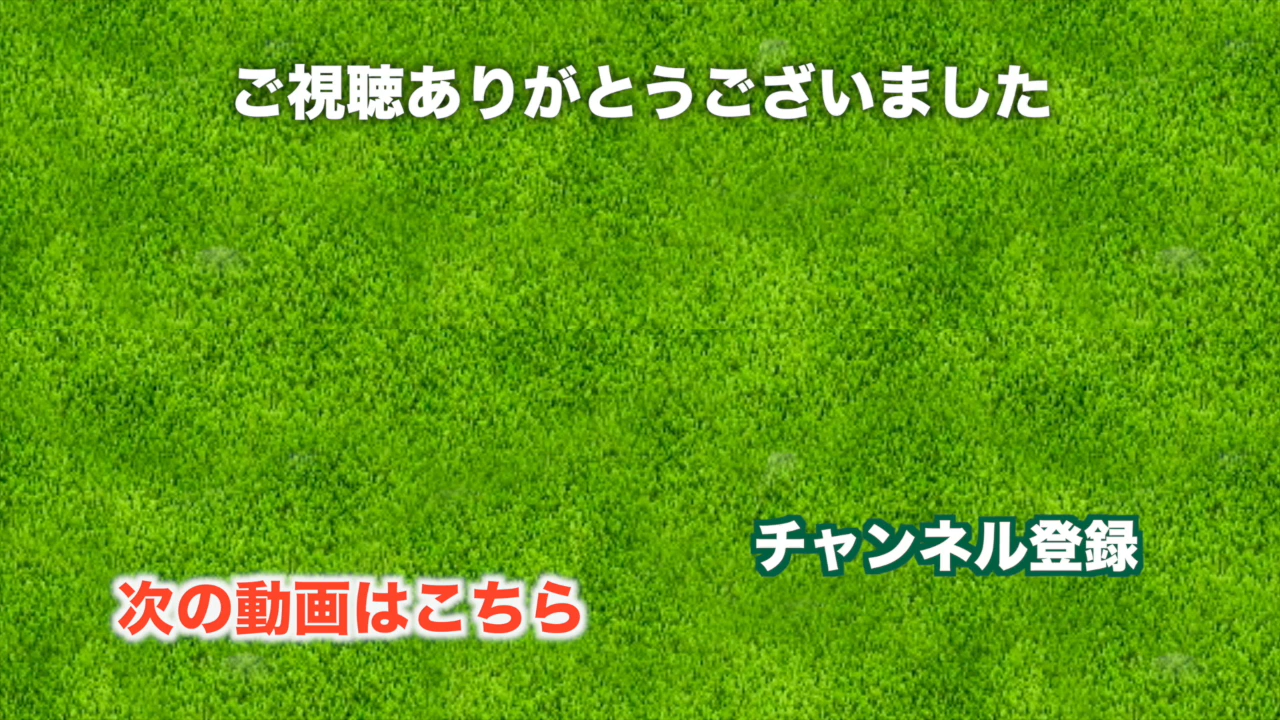 ご視聴ありがとうございました
チャンネル登録
次の動画はこちら